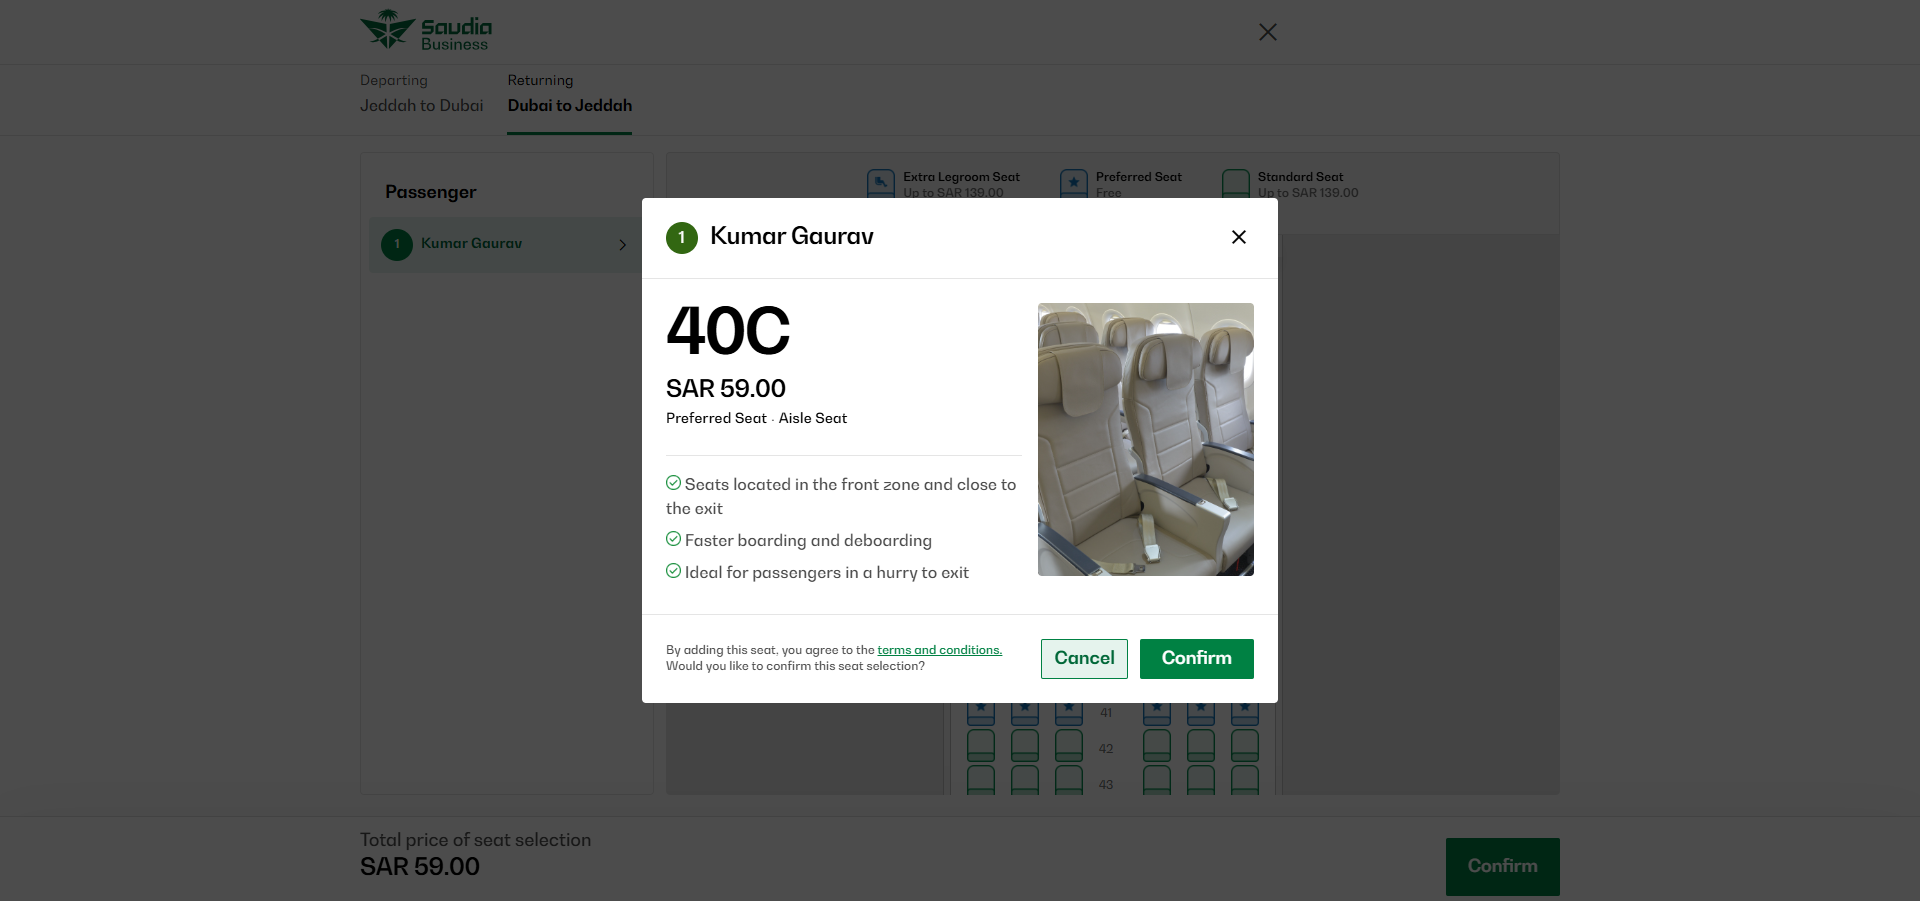 Saudia
Business
Departing
Jeddah to Dubai
Returning
Dubai to Jeddah
Passenger
1 Kumar Gaurav
Extra Legroom Seat
Up to SAR 139.00
Preferred Seat
Free
Standard Seat
Up to SAR 139.00
1 Kumar Gaurav
40C
SAR 59.00
Preferred Seat · Aisle Seat
Seats located in the front zone and close to
the exit
Faster boarding and deboarding
Ideal for passengers in a hurry to exit
By adding this seat, you agree to the terms and conditions.
Would you like to confirm this seat selection?
Cancel
Confirm
41
42
43
Total price of seat selection
SAR 59.00
Confirm